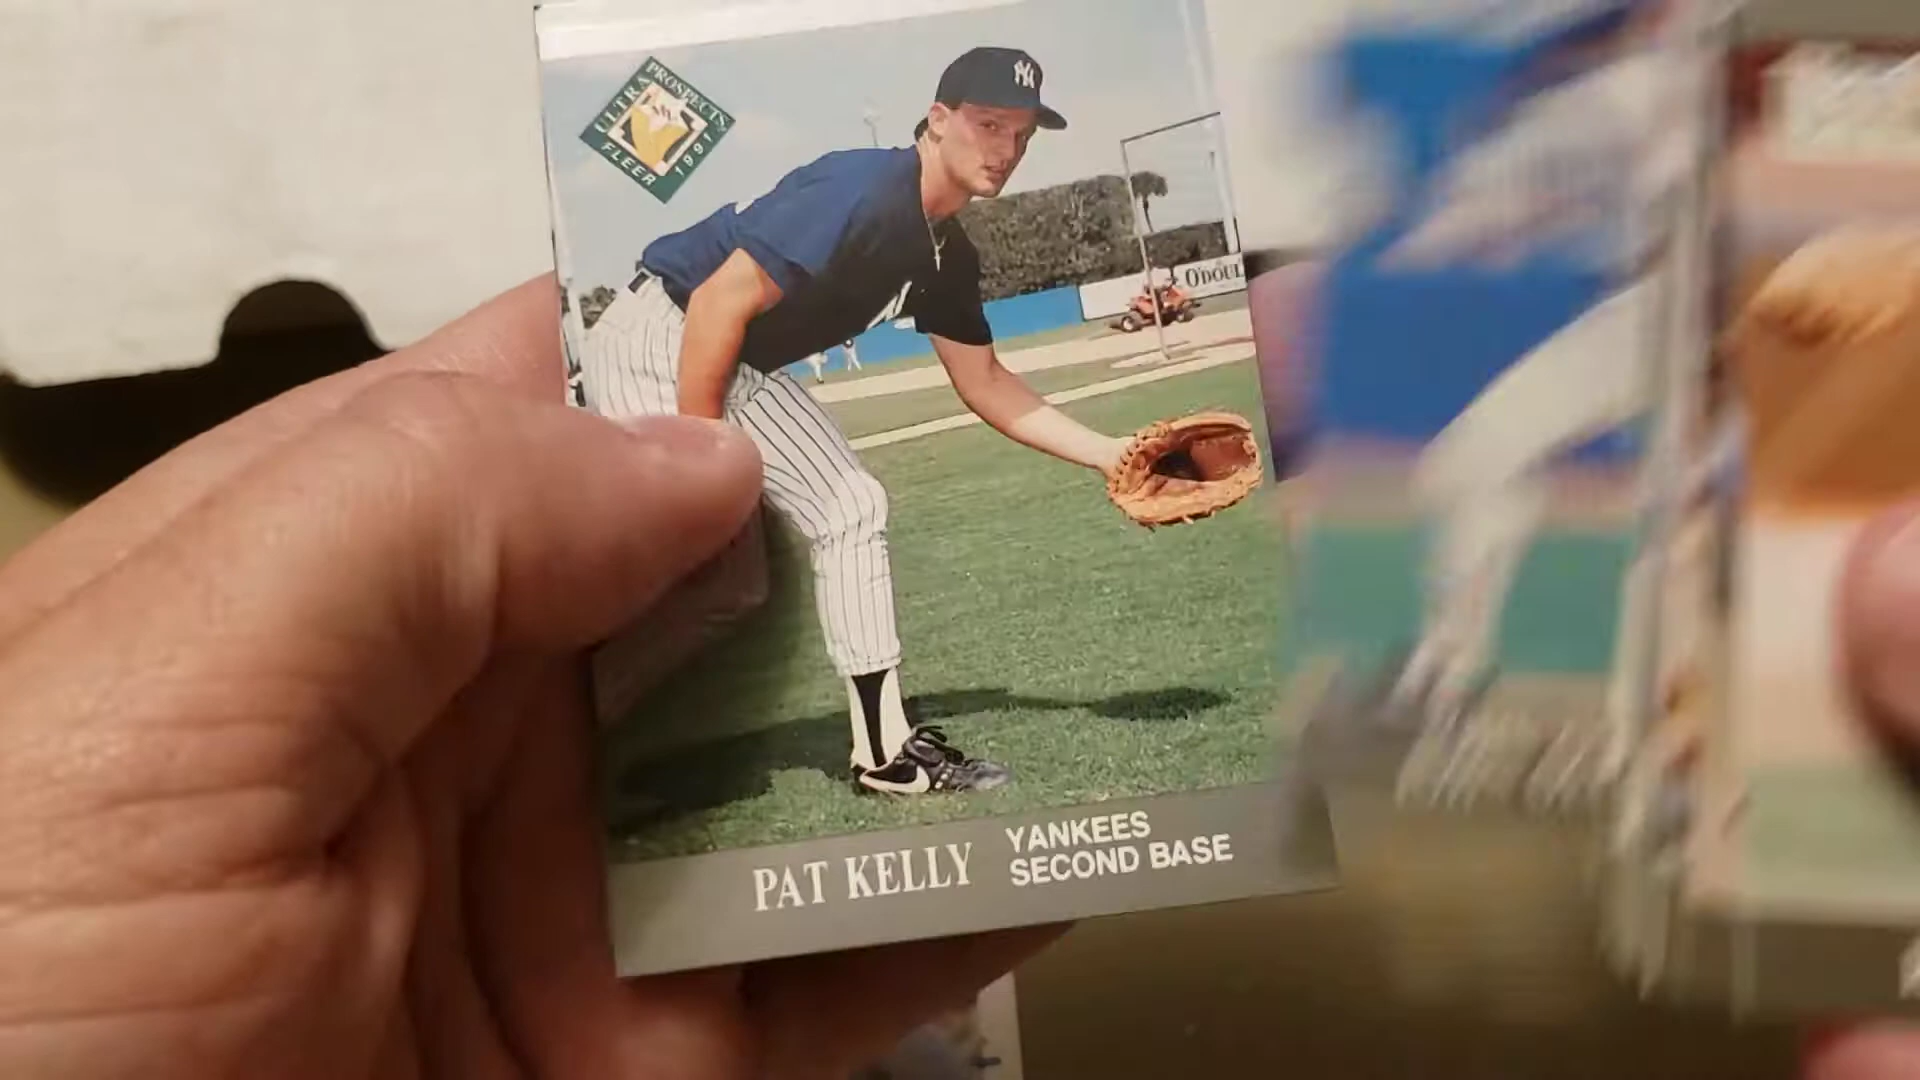 ULTRA PROSPECTS
FLEER 1991
NY
O'DOUL
PAT KELLY
YANKEES
SECOND BASE